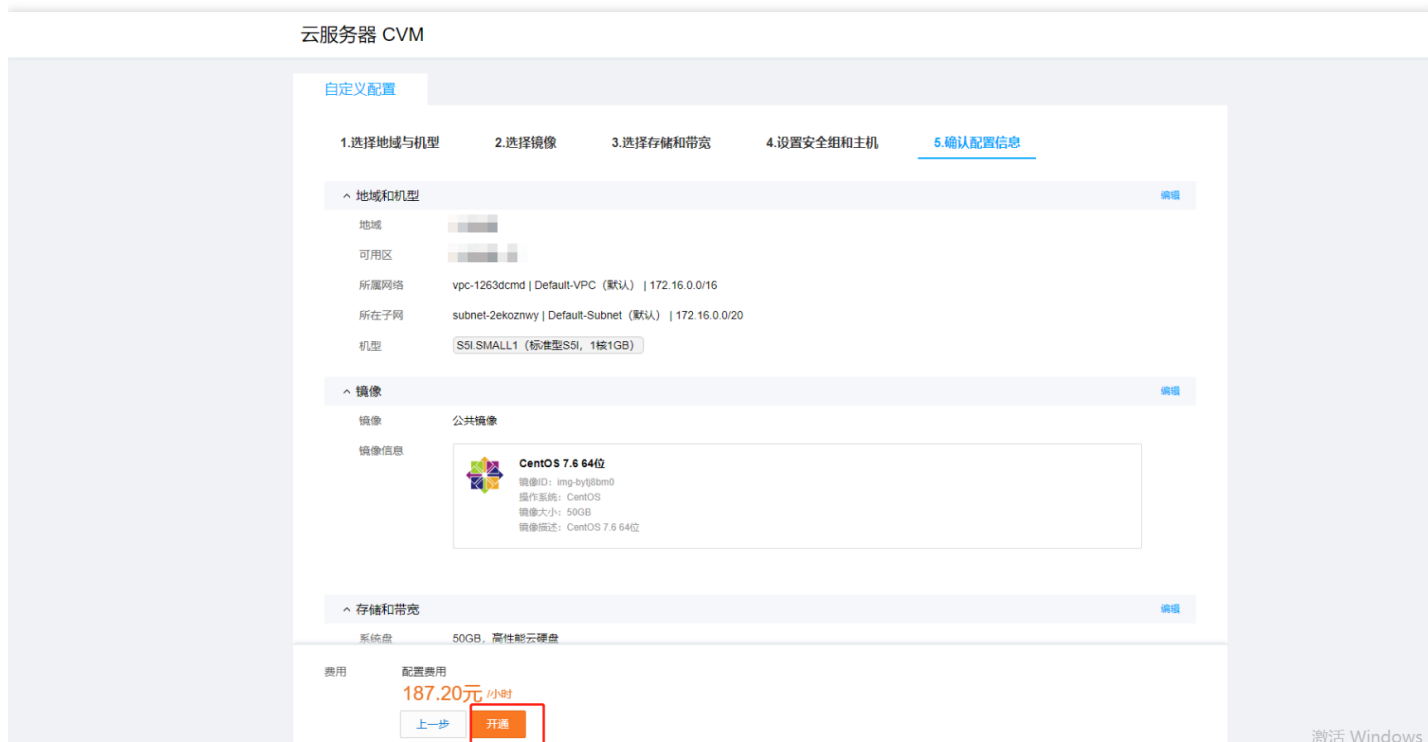 云服务器 CVM
自定义配置
1.选择地域与机型 2.选择镜像 3.选择存储和带宽 4.设置安全组和主机 5.确认配置信息
地域和机型 编辑
地域
可用区
所属网络 vpc-1263dcmd | Default-VPC（默认） | 172.16.0.0/16
所在子网 subnet-2ekoznwy | Default-Subnet（默认） | 172.16.0.0/20
机型 S5I.SMALL1（标准型S5I，1核1GB）
镜像 编辑
镜像 公共镜像
镜像信息
CentOS 7.6 64位
镜像ID：img-bytj8bm0
操作系统：CentOS
镜像大小：50GB
镜像描述：CentOS 7.6 64位
存储和带宽 编辑
系统盘 50GB，高性能云硬盘
费用 配置费用
187.20元 /小时
上一步 开通
激活 Windows